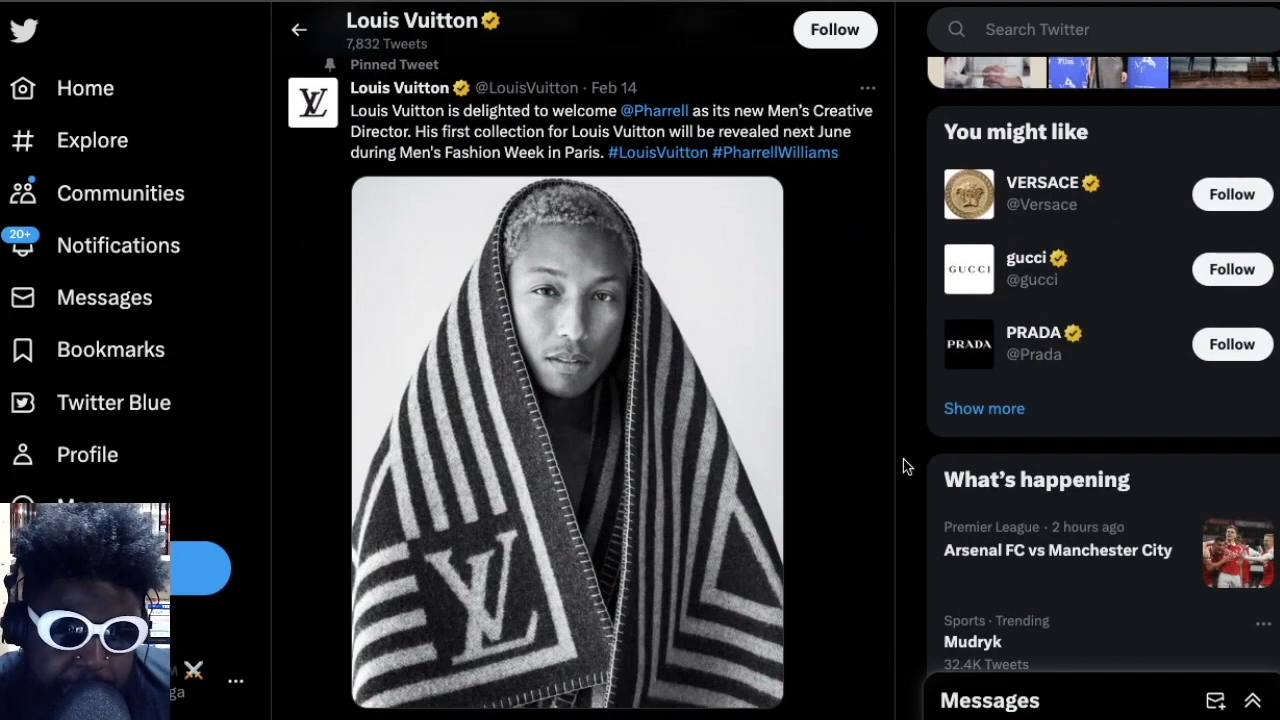 Louis Vuitton
7,832 Tweets
Follow
Search Twitter
Home
Explore
Communities
20+
Notifications
Messages
Bookmarks
Twitter Blue
Profile
Pinned Tweet
Louis Vuitton @LouisVuitton · Feb 14
Louis Vuitton is delighted to welcome @Pharrell as its new Men’s Creative
Director. His first collection for Louis Vuitton will be revealed next June
during Men's Fashion Week in Paris. #LouisVuitton #PharrellWilliams
LV
LV
You might like
VERSACE
@Versace
Follow
GUCCI
gucci
@gucci
Follow
PRADA
PRADA
@Prada
Follow
Show more
What’s happening
Premier League · 2 hours ago
Arsenal FC vs Manchester City
Sports · Trending
Mudryk
32.4K Tweets
Messages